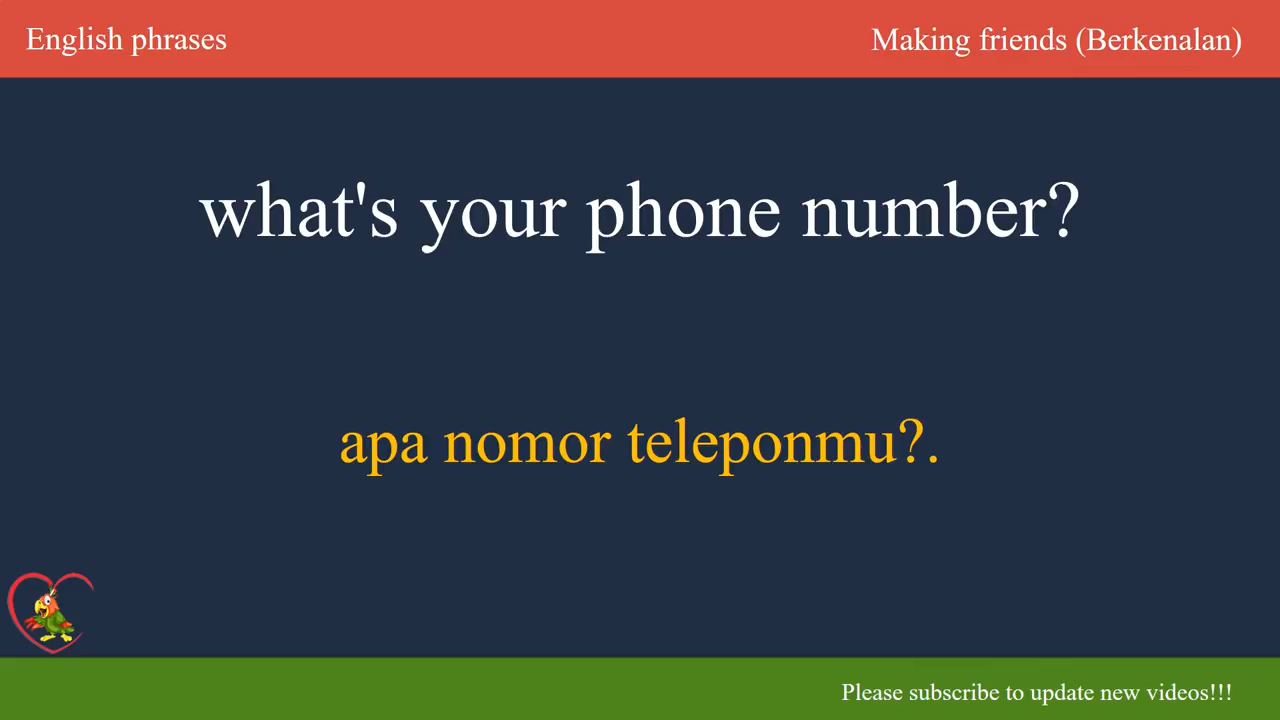 English phrases
Making friends (Berkenalan)
what's your phone number?
apa nomor teleponmu?.
Please subscribe to update new videos!!!